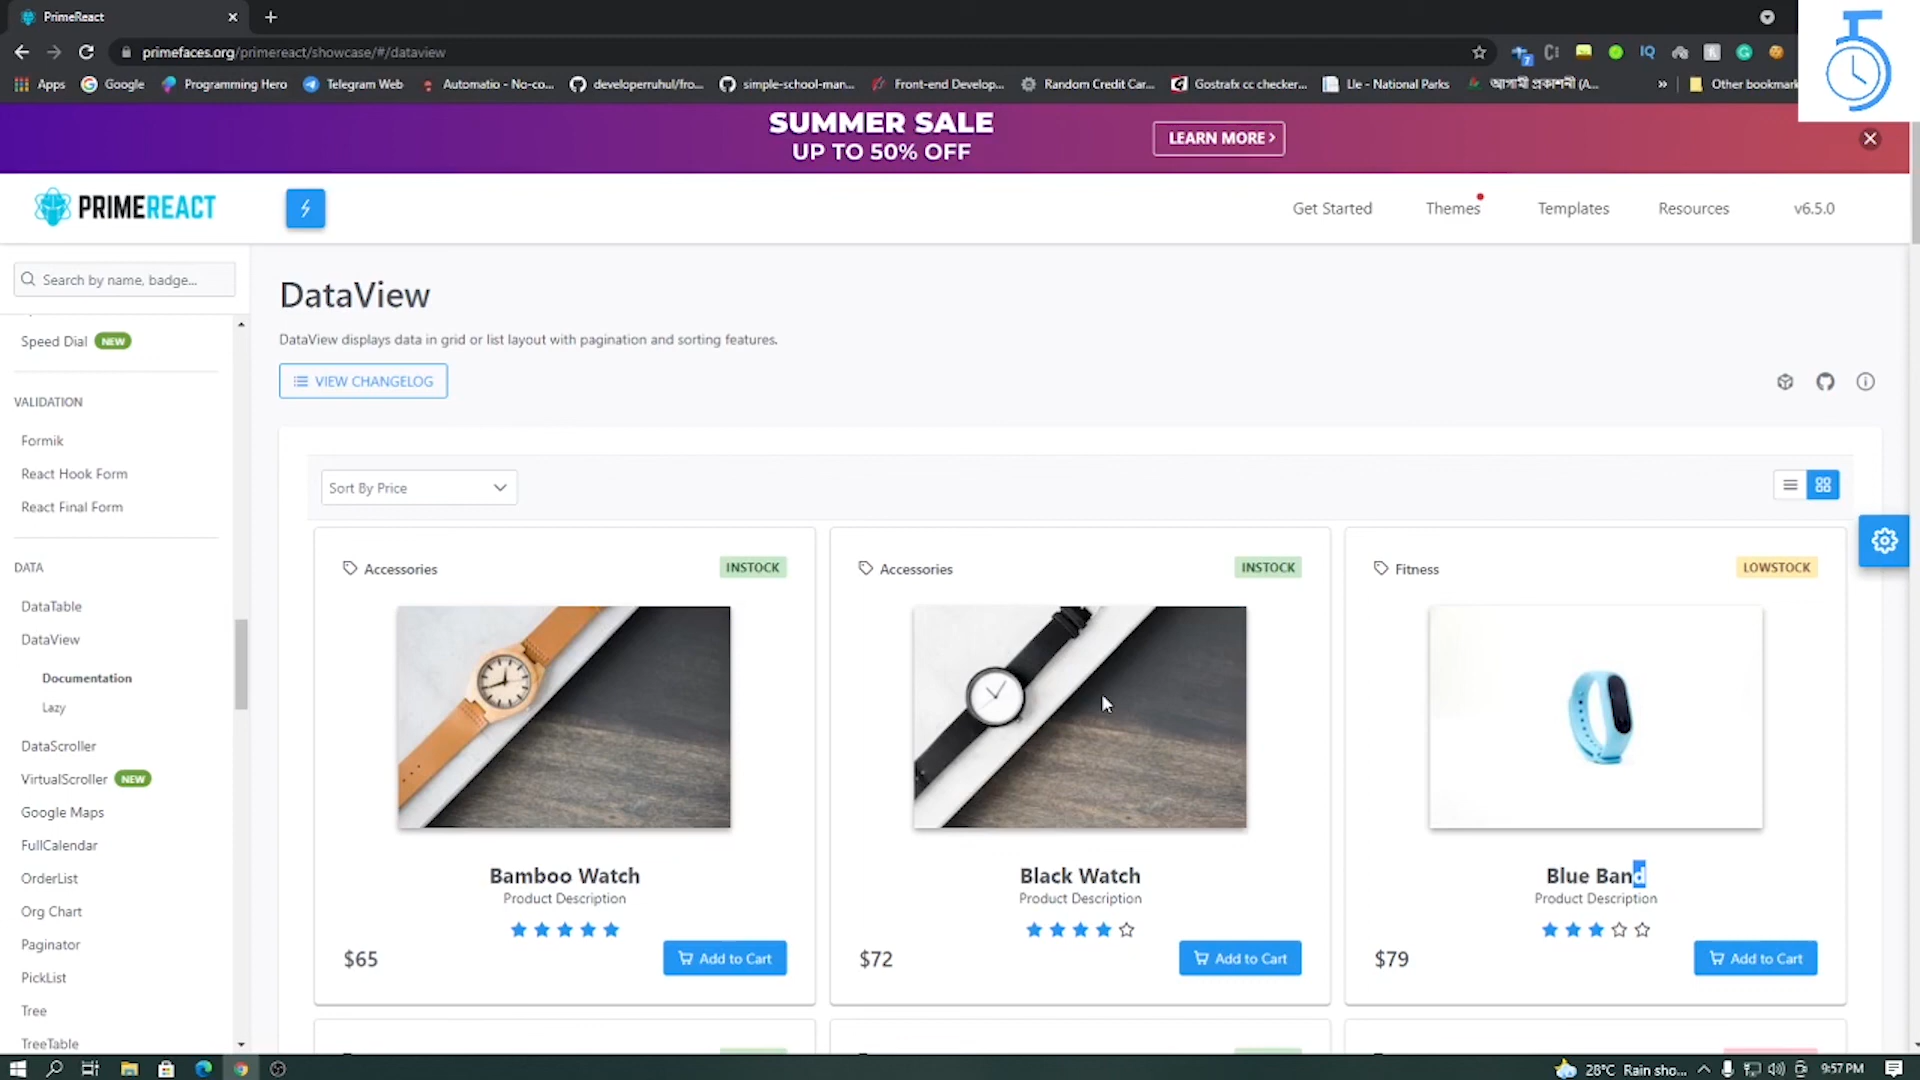 PrimeReact
primefaces.org/primereact/showcase/#/dataview
7
IQ
Apps
Google
Programming Hero
Telegram Web
Automatio - No-co...
developerruhul/fro...
simple-school-man...
Front-end Develop...
Random Credit Car...
Gostrafx cc checker...
Lle - National Parks
আগামী প্রকাশনী (A...
»
Other bookmark
SUMMER SALE
UP TO 50% OFF
LEARN MORE
PRIMEREACT
Get Started
Themes
Templates
Resources
v6.5.0
Search by name, badge...
Speed Dial NEW
VALIDATION
Formik
React Hook Form
React Final Form
DATA
DataTable
DataView
Documentation
Lazy
DataScroller
VirtualScroller NEW
Google Maps
FullCalendar
OrderList
Org Chart
Paginator
PickList
Tree
TreeTable
DataView
DataView displays data in grid or list layout with pagination and sorting features.
VIEW CHANGELOG
Sort By Price
Accessories
INSTOCK
Bamboo Watch
Product Description
$65
Add to Cart
Accessories
INSTOCK
Black Watch
Product Description
$72
Add to Cart
Fitness
LOWSTOCK
Blue Band
Product Description
$79
Add to Cart
28°C Rain sho...
9:57 PM